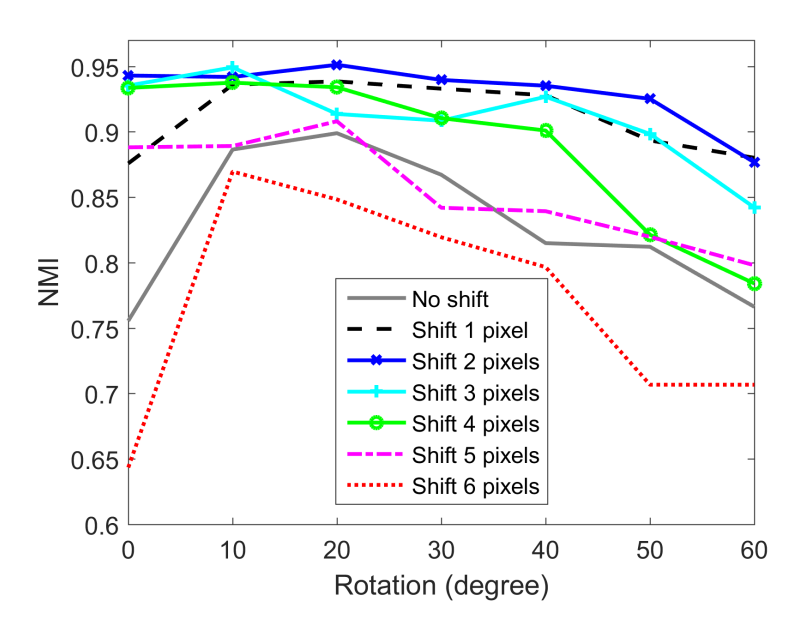 0.95
0.9
0.85
0.8
0.75
0.7
0.65
0.6
NMI
No shift
Shift 1 pixel
Shift 2 pixels
Shift 3 pixels
Shift 4 pixels
Shift 5 pixels
Shift 6 pixels
0 10 20 30 40 50 60
Rotation (degree)